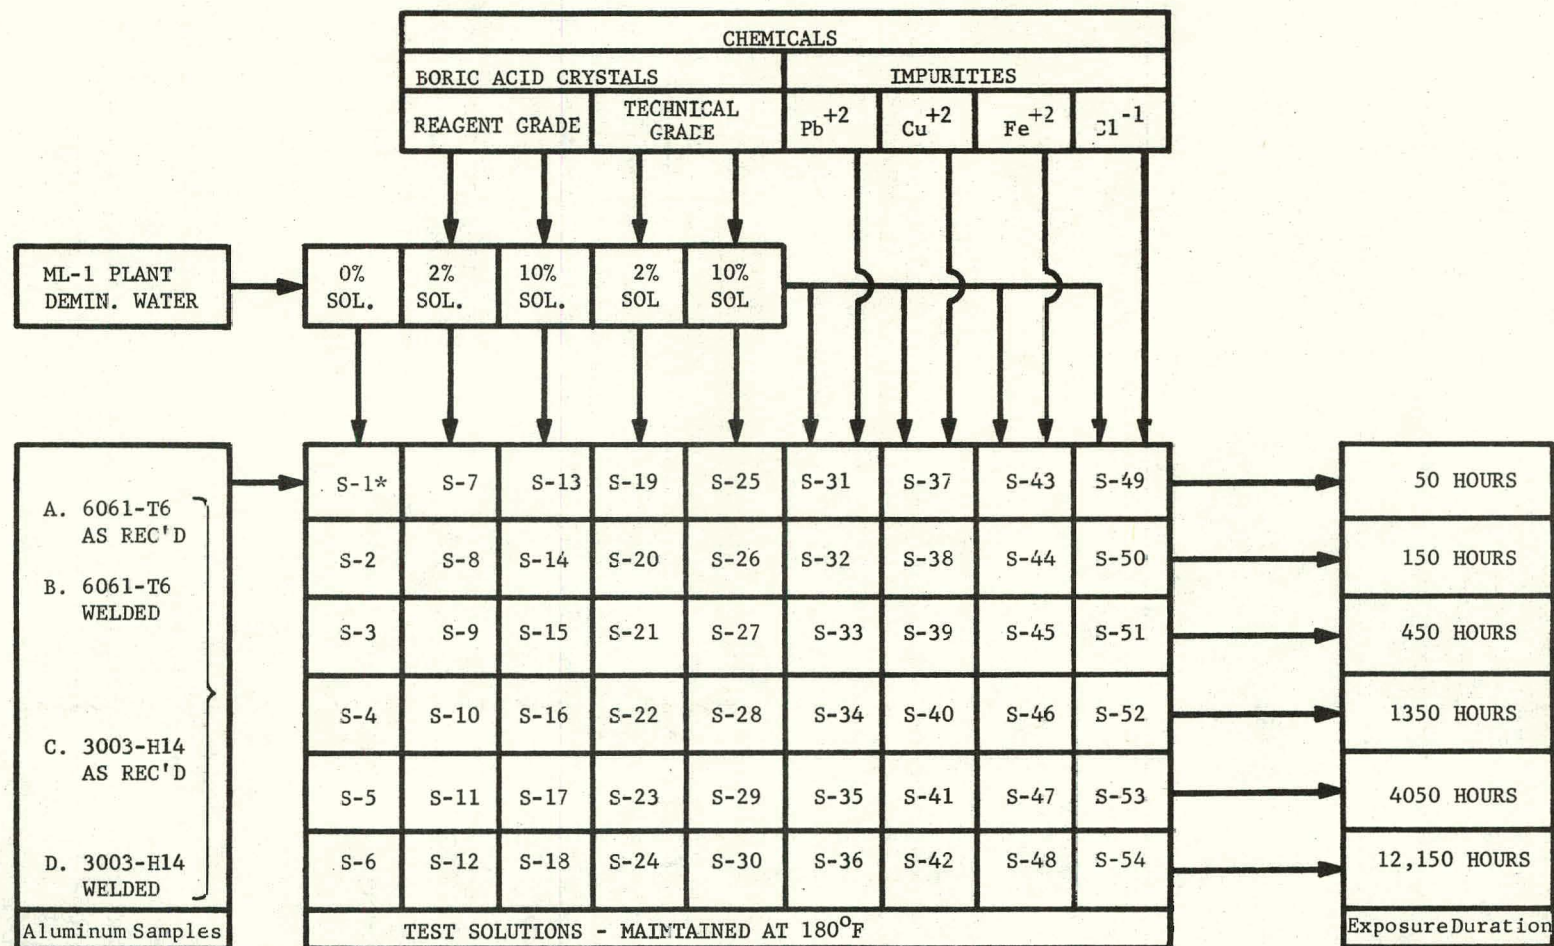 CHEMICALS
BORIC ACID CRYSTALS
IMPURITIES
REAGENT GRADE
TECHNICAL
GRADE
Pb+2
Cu+2
Fe+2
Cl-1
ML-1 PLANT
DEMIN. WATER
0%
SOL.
2%
SOL.
10%
SOL.
2%
SOL
10%
SOL
A. 6061-T6
AS REC'D
B. 6061-T6
WELDED
C. 3003-H14
AS REC'D
D. 3003-H14
WELDED
Aluminum Samples
S-1* S-7 S-13 S-19 S-25 S-31 S-37 S-43 S-49
S-2 S-8 S-14 S-20 S-26 S-32 S-38 S-44 S-50
S-3 S-9 S-15 S-21 S-27 S-33 S-39 S-45 S-51
S-4 S-10 S-16 S-22 S-28 S-34 S-40 S-46 S-52
S-5 S-11 S-17 S-23 S-29 S-35 S-41 S-47 S-53
S-6 S-12 S-18 S-24 S-30 S-36 S-42 S-48 S-54
TEST SOLUTIONS - MAINTAINED AT 180°F
50 HOURS
150 HOURS
450 HOURS
1350 HOURS
4050 HOURS
12,150 HOURS
Exposure Duration